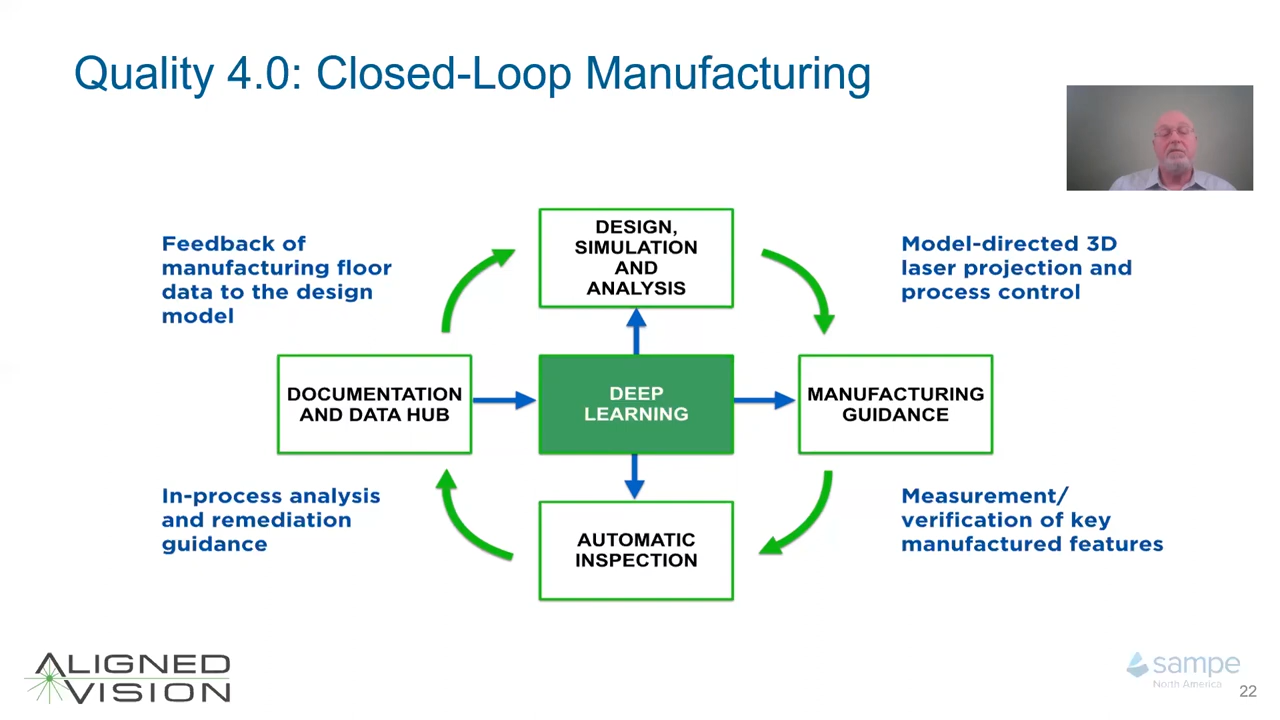 Quality 4.0: Closed-Loop Manufacturing
Feedback of
manufacturing floor
data to the design
model
DESIGN,
SIMULATION
AND
ANALYSIS
Model-directed 3D
laser projection and
process control
DOCUMENTATION
AND DATA HUB
DEEP
LEARNING
MANUFACTURING
GUIDANCE
In-process analysis
and remediation
guidance
AUTOMATIC
INSPECTION
Measurement/
verification of key
manufactured features
ALIGNED
VISION
sampe
North America
22